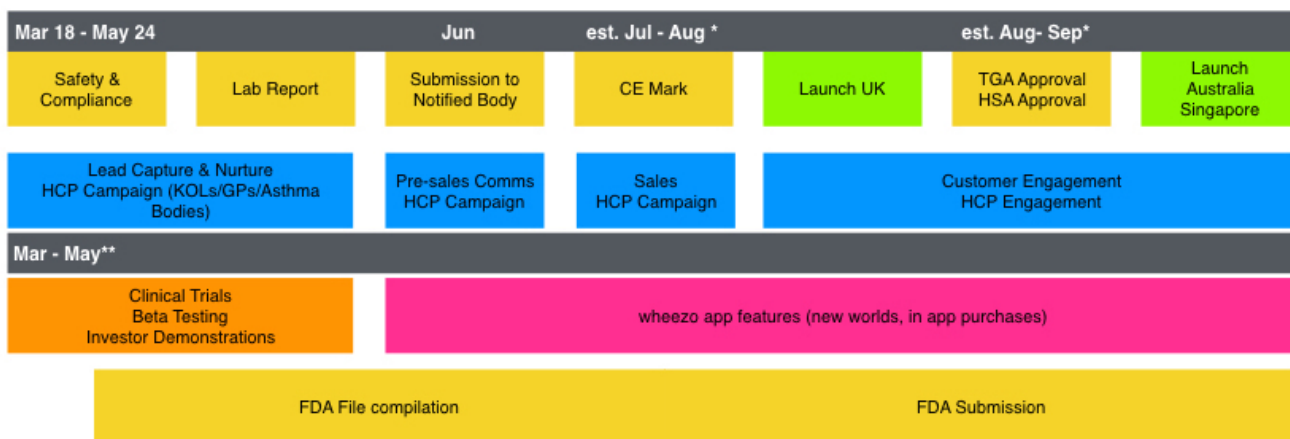 Mar 18 - May 24 Jun est. Jul - Aug * est. Aug- Sep*
Safety &
Compliance
Lab Report
Submission to
Notified Body
CE Mark
Launch UK
TGA Approval
HSA Approval
Launch
Australia
Singapore
Lead Capture & Nurture
HCP Campaign (KOLs/GPs/Asthma
Bodies)
Pre-sales Comms
HCP Campaign
Sales
HCP Campaign
Customer Engagement
HCP Engagement
Mar - May**
Clinical Trials
Beta Testing
Investor Demonstrations
wheezo app features (new worlds, in app purchases)
FDA File compilation
FDA Submission